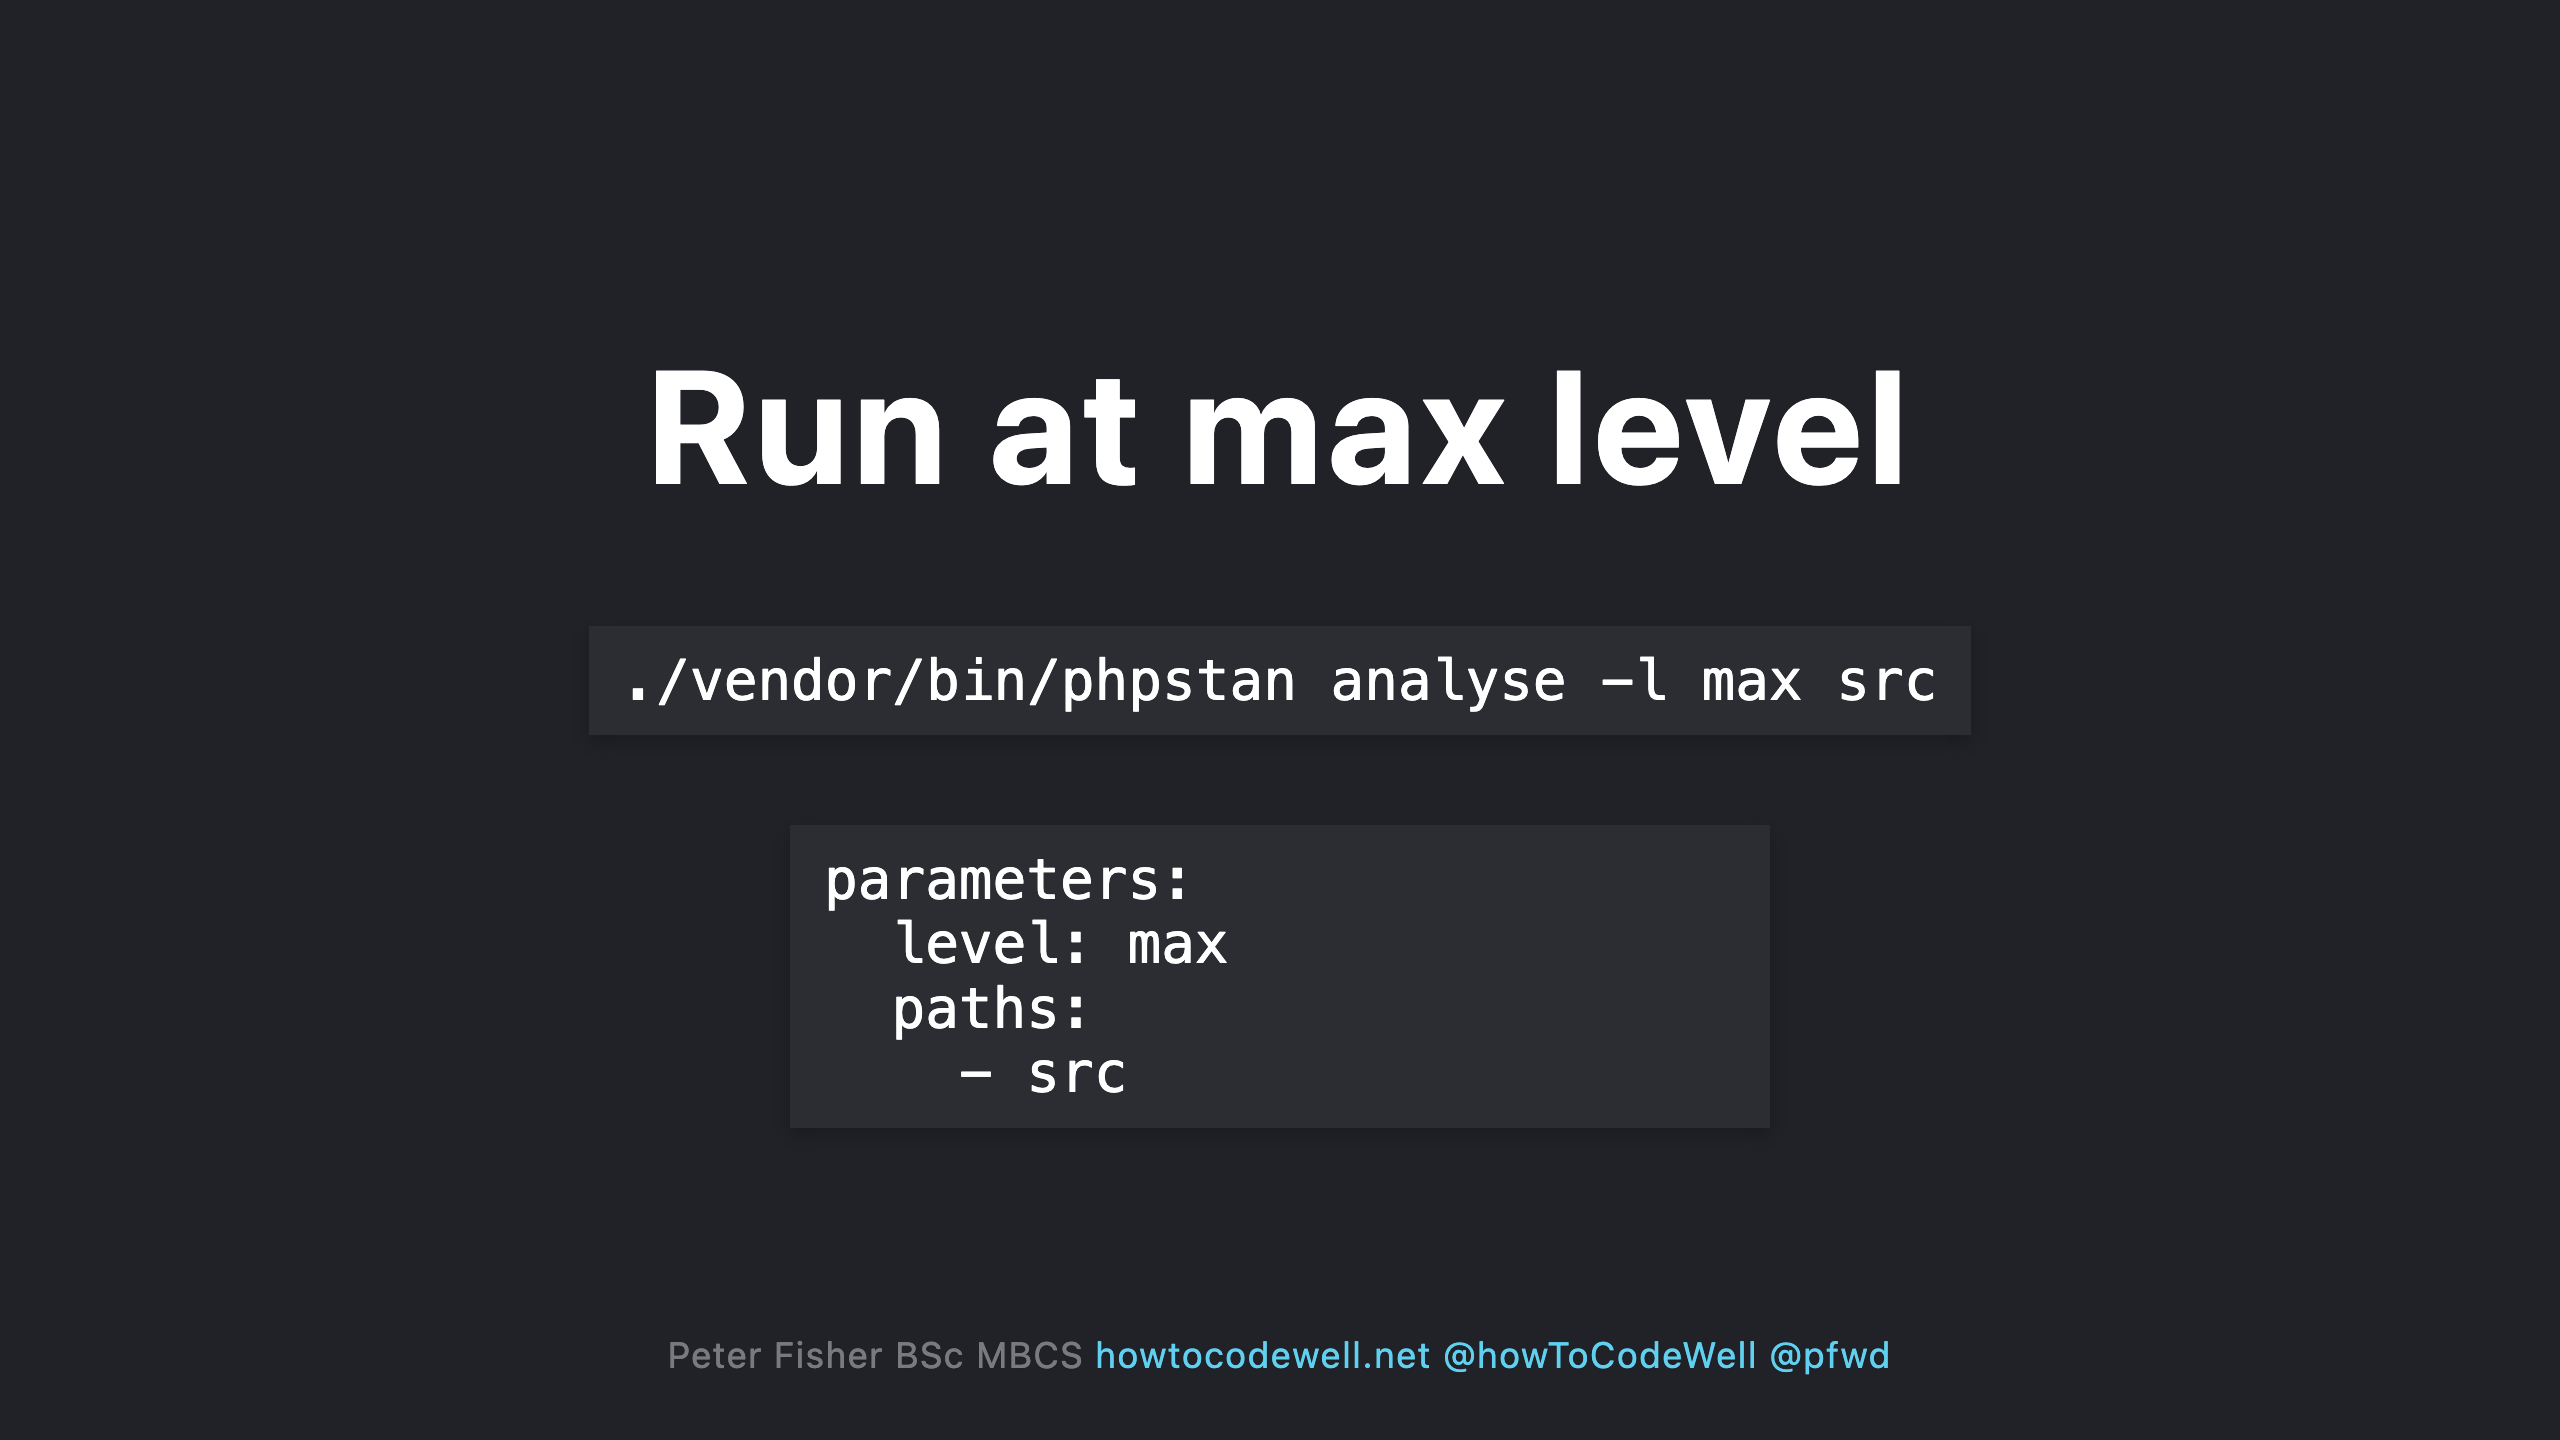 Run at max level
./vendor/bin/phpstan analyse -l max src
parameters:
  level: max
  paths:
    - src
Peter Fisher BSc MBCS howtocodewell.net @howToCodeWell @pfwd